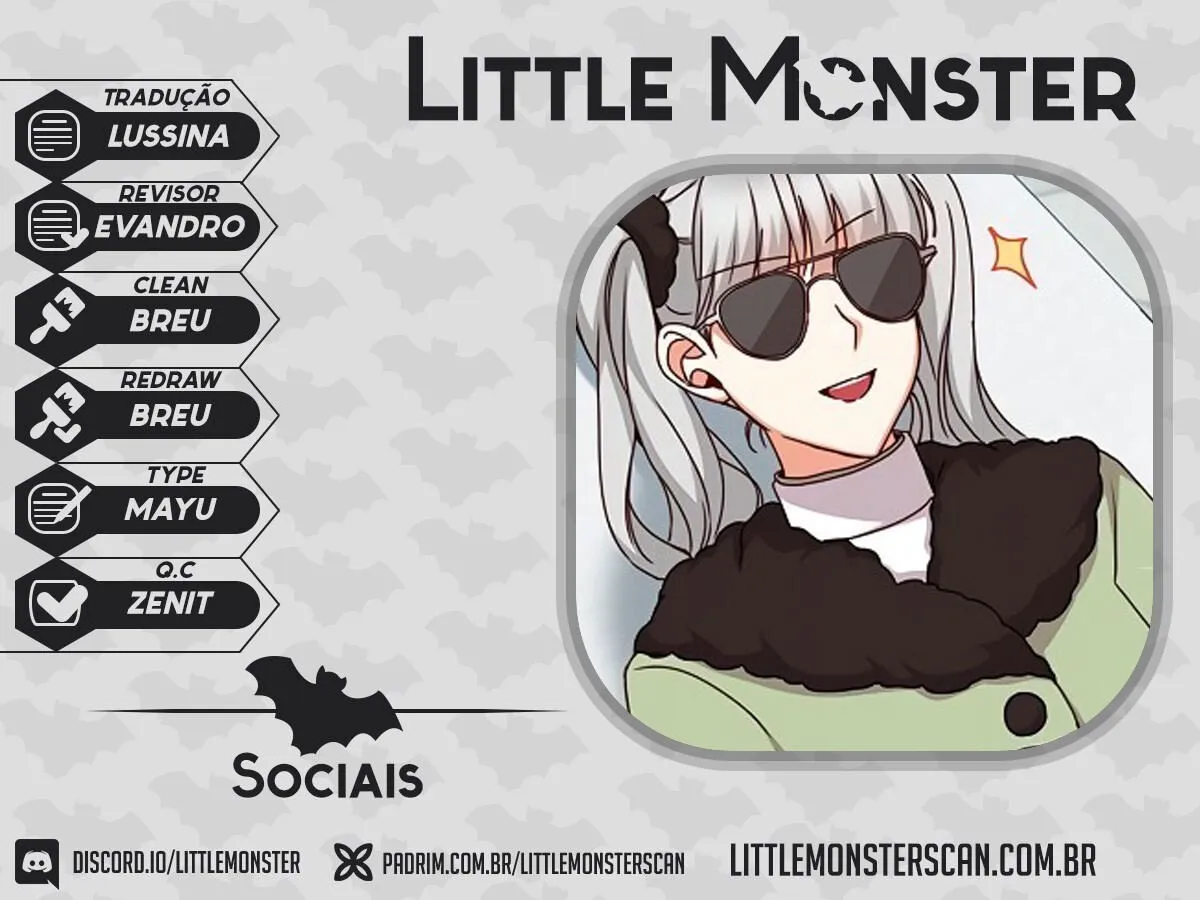 LITTLE MONSTER
TRADUÇÃO
LUSSINA
REVISOR
EVANDRO
CLEAN
BREU
REDRAW
BREU
TYPE
MAYU
Q.C
ZENIT
SOCIAIS
DISCORD.IO/LITTLEMONSTER
PADRIM.COM.BR/LITTLEMONSTERSCAN
LITTLEMONSTERSCAN.COM.BR